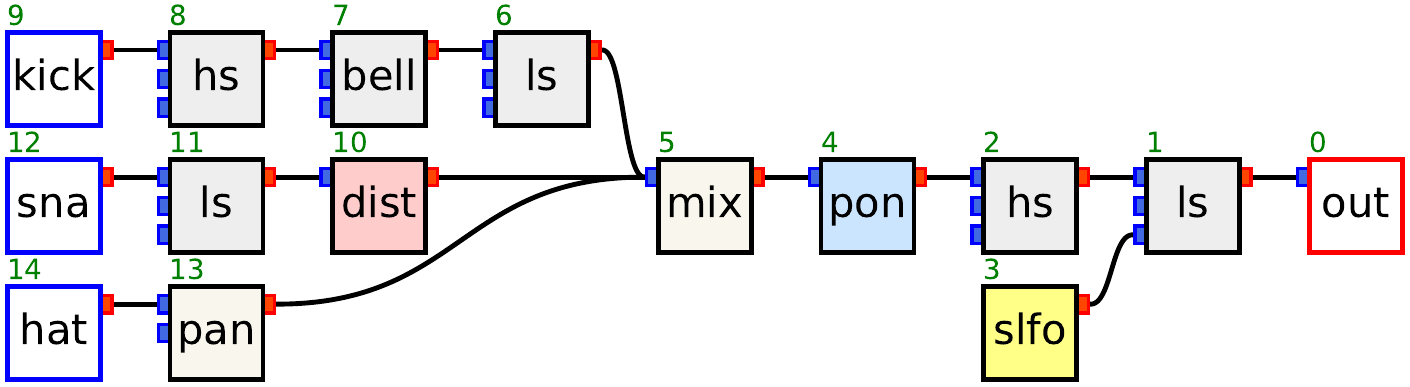 9 8 7 6
kick hs bell ls
12 11 10 5 4 2 1 0
sna ls dist mix pon hs ls out
14 13 3
hat pan slfo